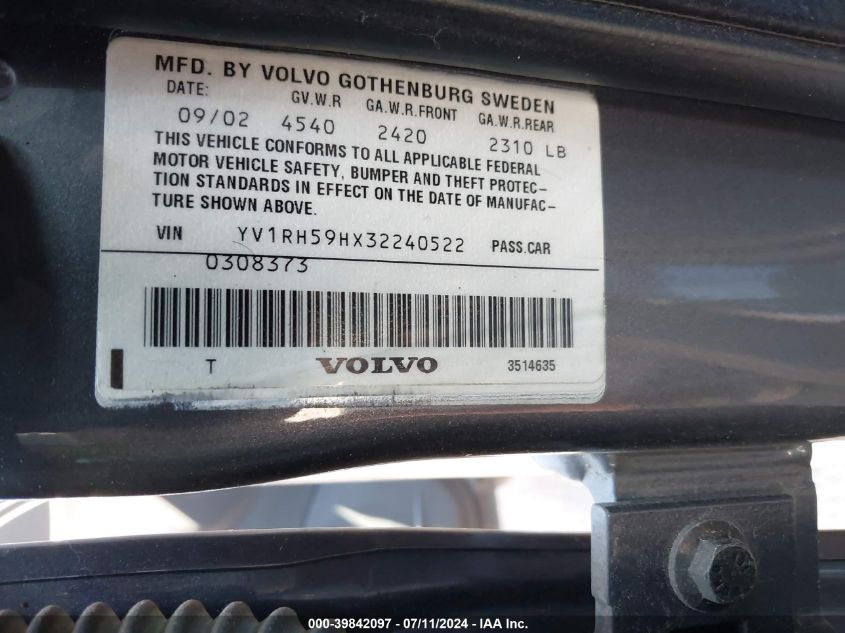 MFD. BY VOLVO GOTHENBURG SWEDEN
DATE: GV.W.R GA.W.R.FRONT GA.W.R.REAR
09/02 4540 2420 2310 LB
THIS VEHICLE CONFORMS TO ALL APPLICABLE FEDERAL
MOTOR VEHICLE SAFETY, BUMPER AND THEFT PROTEC-
TION STANDARDS IN EFFECT ON THE DATE OF MANUFAC-
TURE SHOWN ABOVE.
VIN YV1RH59HX32240522 PASS.CAR
0308373
T VOLVO 3514635
000-39842097 - 07/11/2024 - IAA Inc.